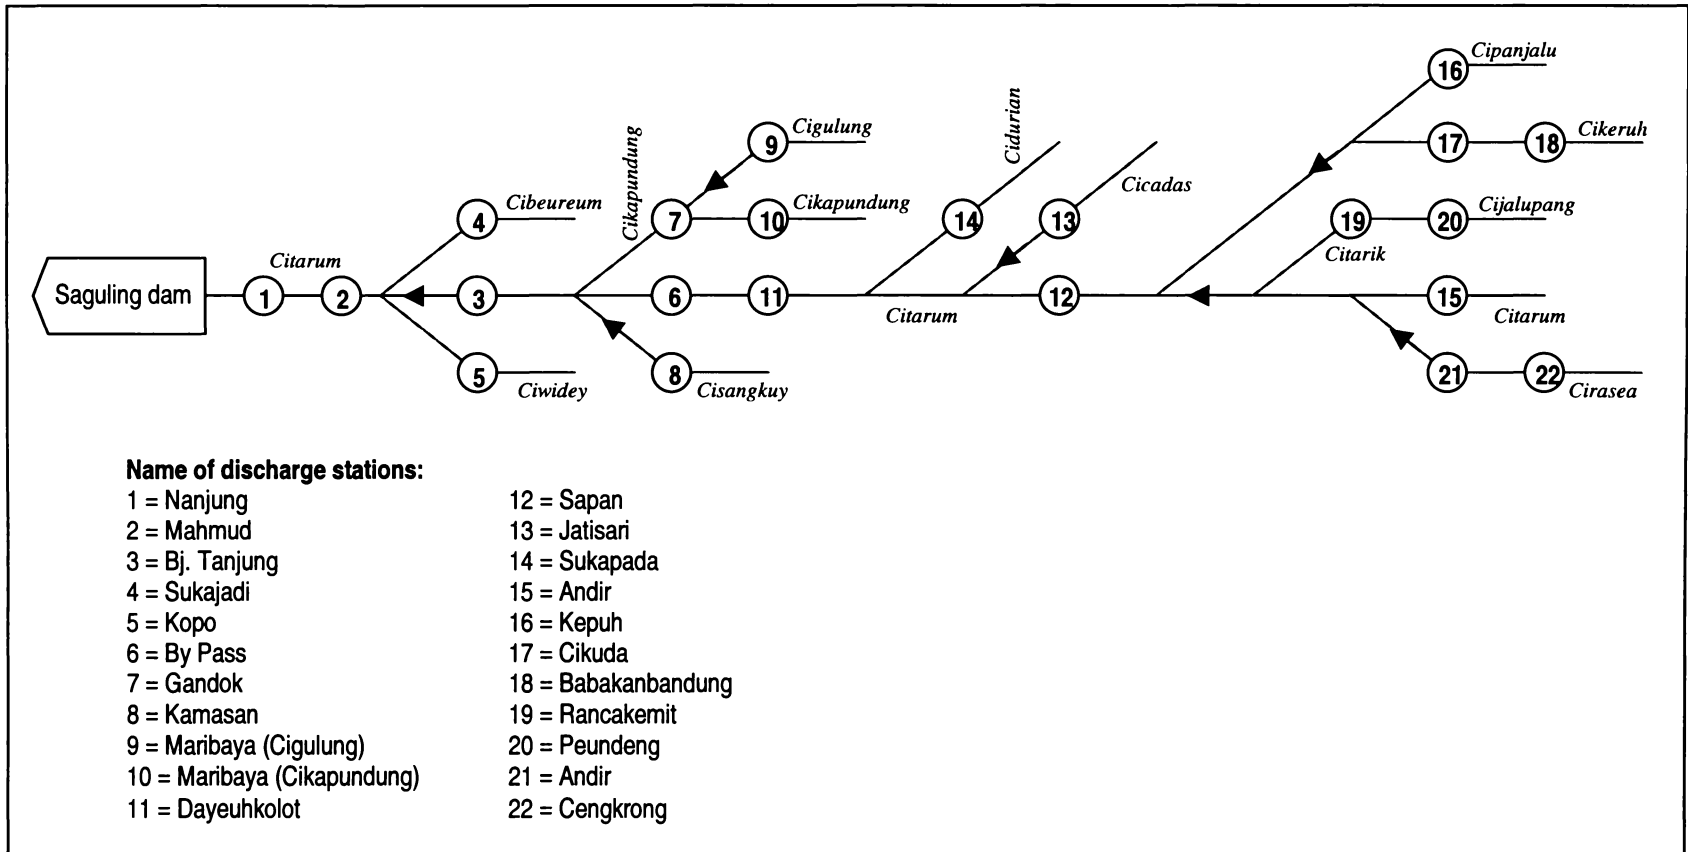 16
Cipanjalu
Cidurian
Cikapundung
9
Cigulung
17
18
Cikeruh
Cicadas
4
Cibeureum
7
10
Cikapundung
14
13
19
20
Cijalupang
Citarik
Saguling dam
Citarum
1
2
3
6
11
Citarum
12
15
Citarum
5
Ciwidey
8
Cisangkuy
21
22
Cirasea
Name of discharge stations:
1 = Nanjung
2 = Mahmud
3 = Bj. Tanjung
4 = Sukajadi
5 = Kopo
6 = By Pass
7 = Gandok
8 = Kamasan
9 = Maribaya (Cigulung)
10 = Maribaya (Cikapundung)
11 = Dayeuhkolot
12 = Sapan
13 = Jatisari
14 = Sukapada
15 = Andir
16 = Kepuh
17 = Cikuda
18 = Babakanbandung
19 = Rancakemit
20 = Peundeng
21 = Andir
22 = Cengkrong